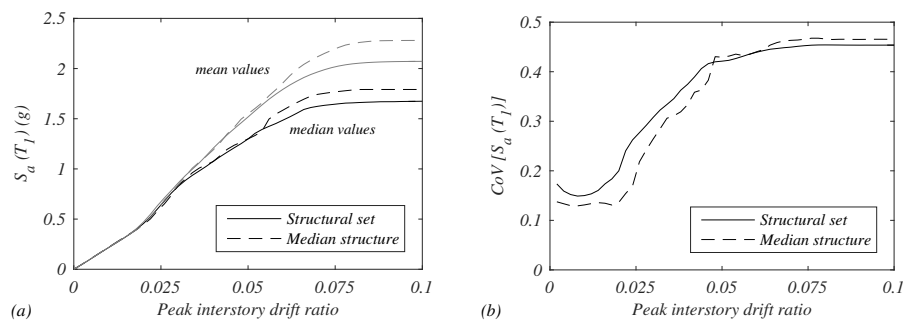 2.5
2
1.5
1
0.5
0
S_a (T_1) (g)
mean values
median values
Structural set
Median structure
0
0.025
0.05
0.075
0.1
Peak interstory drift ratio
(a)
0.5
0.4
0.3
0.2
0.1
0
CoV [S_a (T_1)]
Structural set
Median structure
0
0.025
0.05
0.075
0.1
Peak interstory drift ratio
(b)